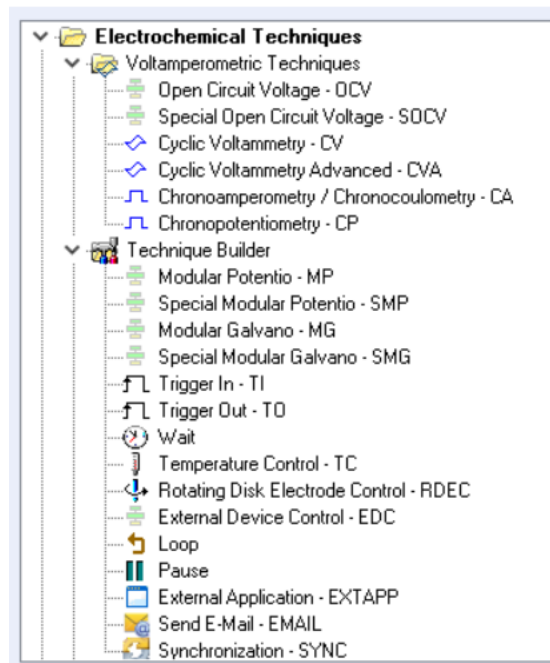 Electrochemical Techniques
Voltamperometric Techniques
Open Circuit Voltage - OCV
Special Open Circuit Voltage - SOCV
Cyclic Voltammetry - CV
Cyclic Voltammetry Advanced - CVA
Chronoamperometry / Chronocoulometry - CA
Chronopotentiometry - CP
Technique Builder
Modular Potentio - MP
Special Modular Potentio - SMP
Modular Galvano - MG
Special Modular Galvano - SMG
Trigger In - TI
Trigger Out - TO
Wait
Temperature Control - TC
Rotating Disk Electrode Control - RDEC
External Device Control - EDC
Loop
Pause
External Application - EXTAPP
Send E-Mail - EMAIL
Synchronization - SYNC